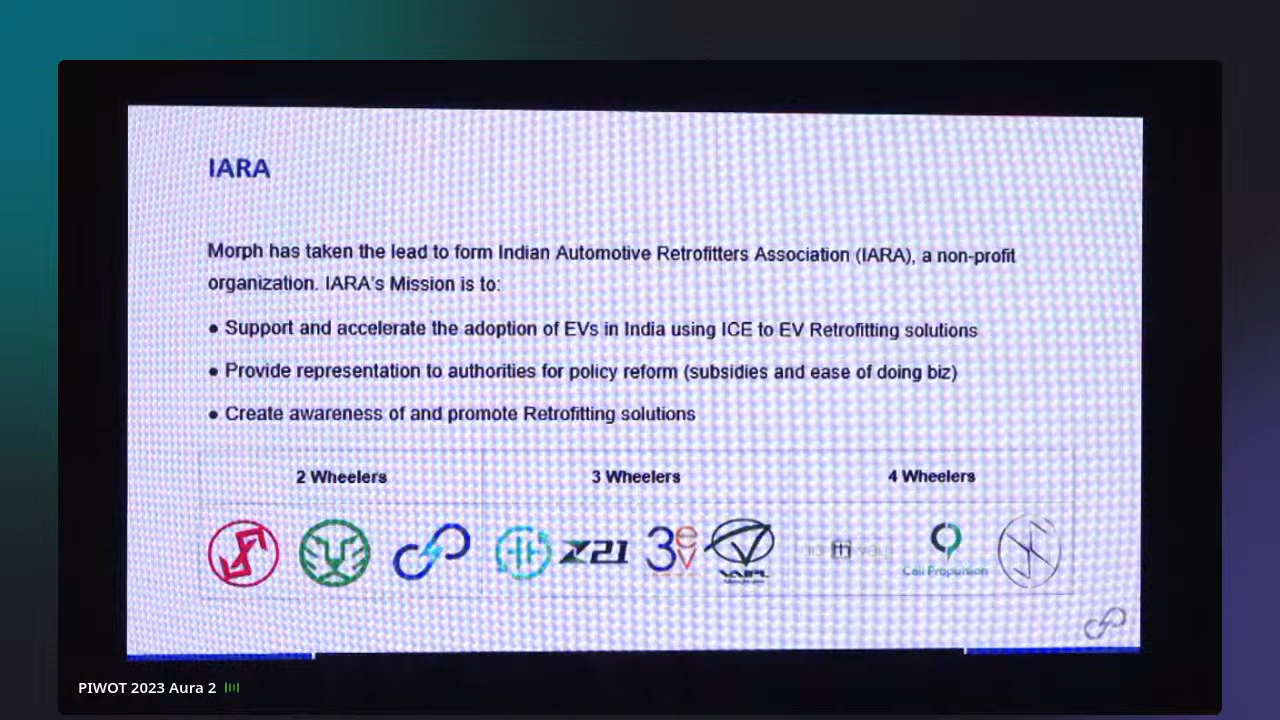 IARA
Morph has taken the lead to form Indian Automotive Retrofitters Association (IARA), a non-profit
organization. IARA's Mission is to:
● Support and accelerate the adoption of EVs in India using ICE to EV Retrofitting solutions
● Provide representation to authorities for policy reform (subsidies and ease of doing biz)
● Create awareness of and promote Retrofitting solutions
2 Wheelers 3 Wheelers 4 Wheelers
Z21 3ev
Cell Propulsion
PIWOT 2023 Aura 2